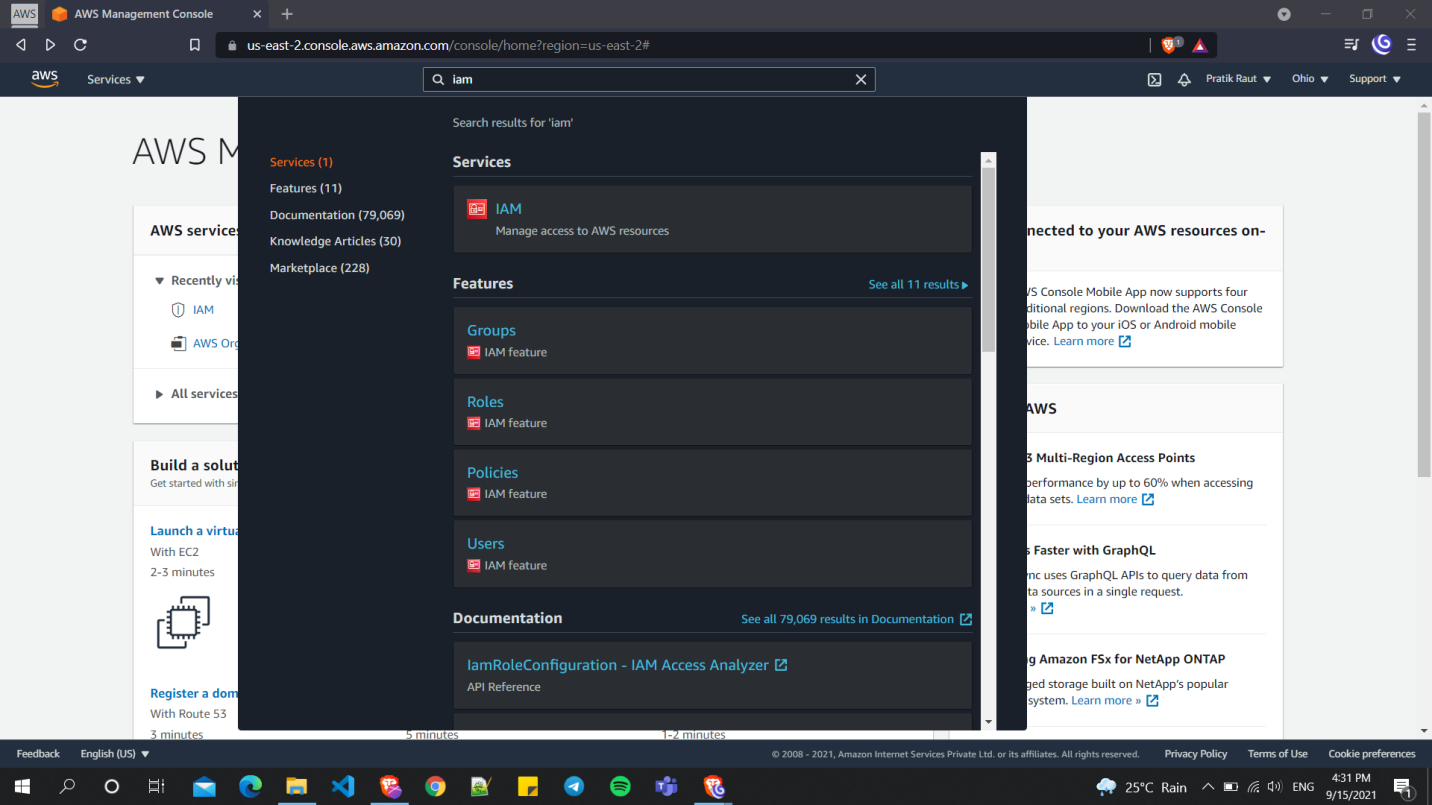 AWS
AWS Management Console
us-east-2.console.aws.amazon.com/console/home?region=us-east-2#
1
aws
Services
iam
Pratik Raut
Ohio
Support
AWS M
Search results for 'iam'
Services (1)
Features (11)
Documentation (79,069)
Knowledge Articles (30)
Marketplace (228)
Services
IAM
Manage access to AWS resources
Features
See all 11 results
Groups
IAM feature
Roles
IAM feature
Policies
IAM feature
Users
IAM feature
Documentation
See all 79,069 results in Documentation
IamRoleConfiguration - IAM Access Analyzer
API Reference
AWS services
Recently vis
IAM
AWS Org
All services
Build a solut
Get started with sim
Launch a virtua
With EC2
2-3 minutes
Register a dom
With Route 53
3 minutes
5 minutes
1-2 minutes
nnected to your AWS resources on-
VS Console Mobile App now supports four
ditional regions. Download the AWS Console
obile App to your iOS or Android mobile
vice. Learn more
AWS
3 Multi-Region Access Points
performance by up to 60% when accessing
data sets. Learn more
s Faster with GraphQL
ync uses GraphQL APIs to query data from
ta sources in a single request.
»
ng Amazon FSx for NetApp ONTAP
ged storage built on NetApp's popular
system. Learn more »
Feedback
English (US)
© 2008 - 2021, Amazon Internet Services Private Ltd. or its affiliates. All rights reserved.
Privacy Policy
Terms of Use
Cookie preferences
25°C Rain
ENG
4:31 PM
9/15/2021
1